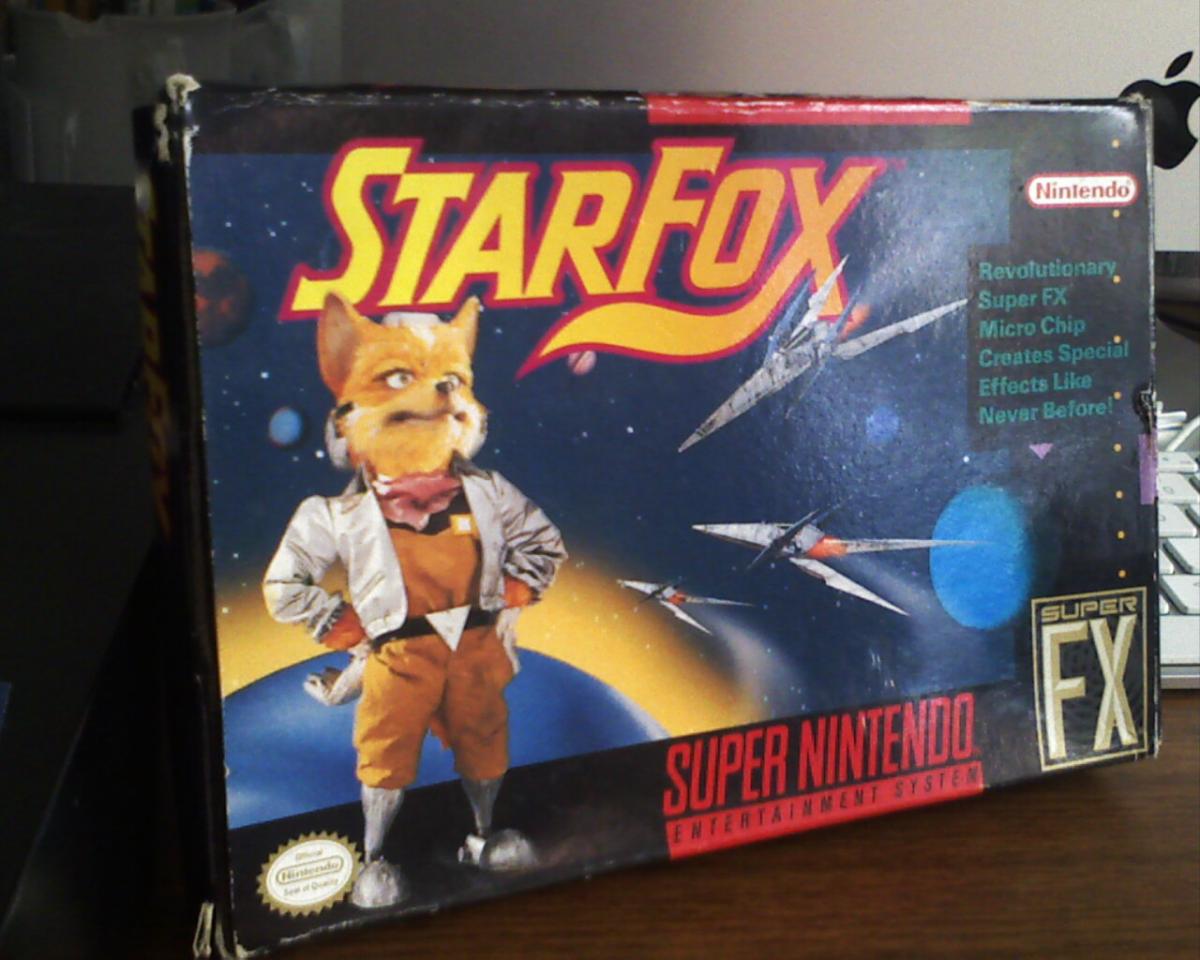 STARFOX
Nintendo
Revolutionary
Super FX
Micro Chip
Creates Special
Effects Like
Never Before!
SUPER
FX
SUPER NINTENDO
ENTERTAINMENT SYSTEM
Official
Nintendo
Seal of Quality